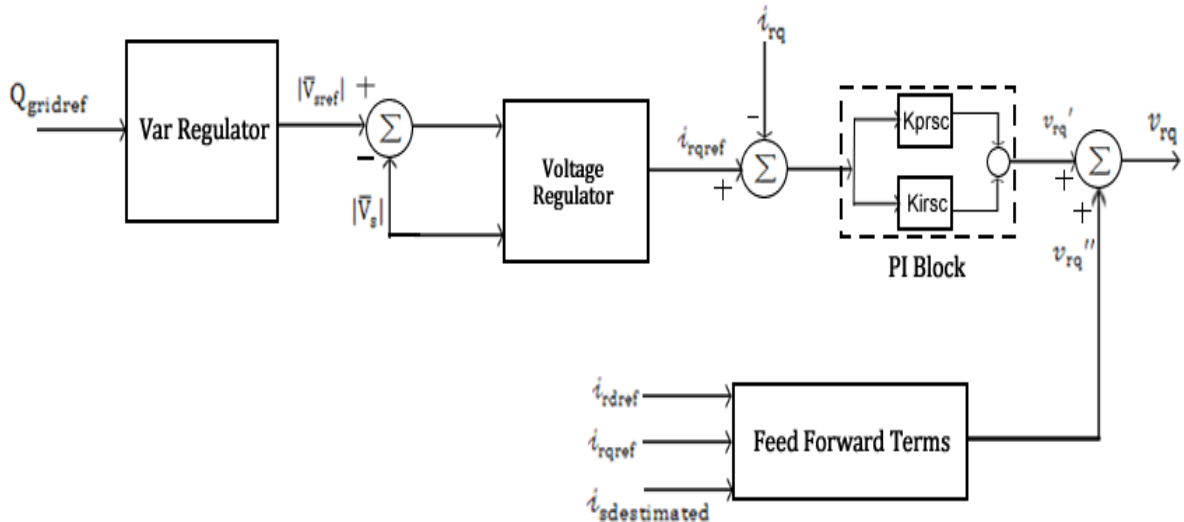 Q_gridref
Var Regulator
|V̅_sref|
+
Σ
−
|V̅_s|
Voltage
Regulator
i_rqref
+
i_rq
-
Σ
Kprsc
Kirsc
PI Block
v_rq'
+
Σ
v_rq
+
v_rq''
i_rdref
i_rqref
i_sdestimated
Feed Forward Terms